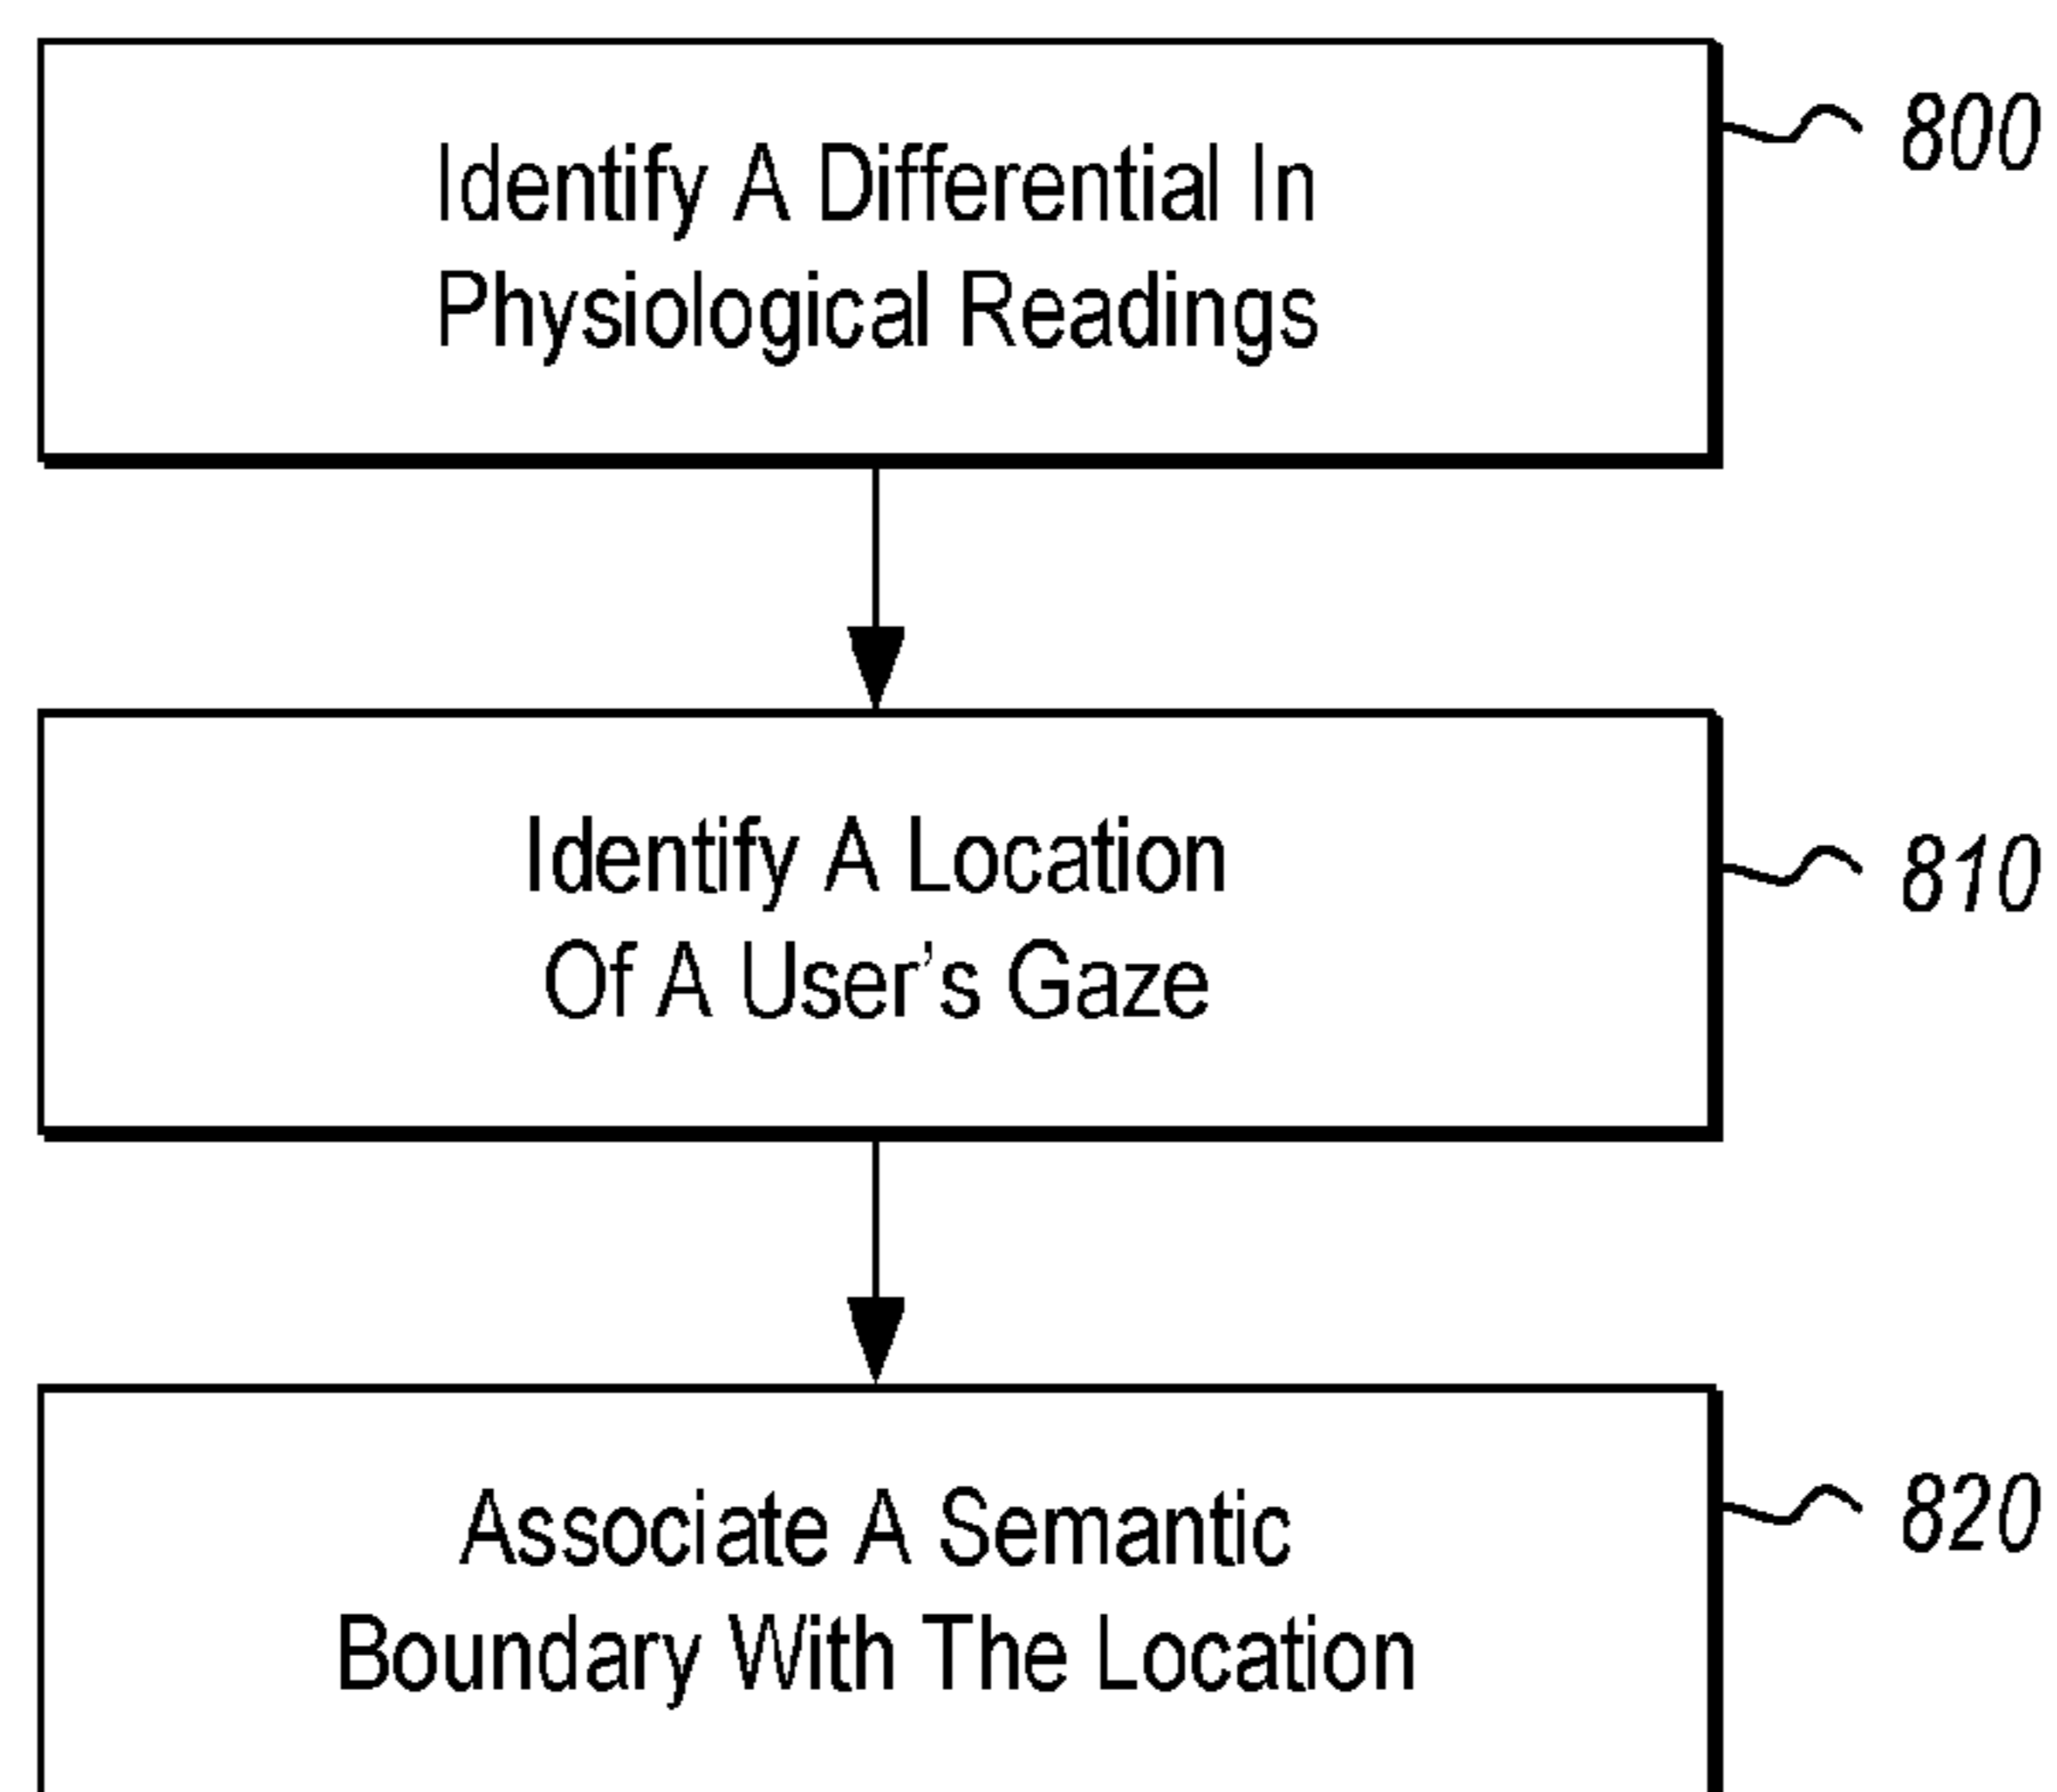 Identify A Differential In
Physiological Readings
800
Identify A Location
Of A User's Gaze
810
Associate A Semantic
Boundary With The Location
820